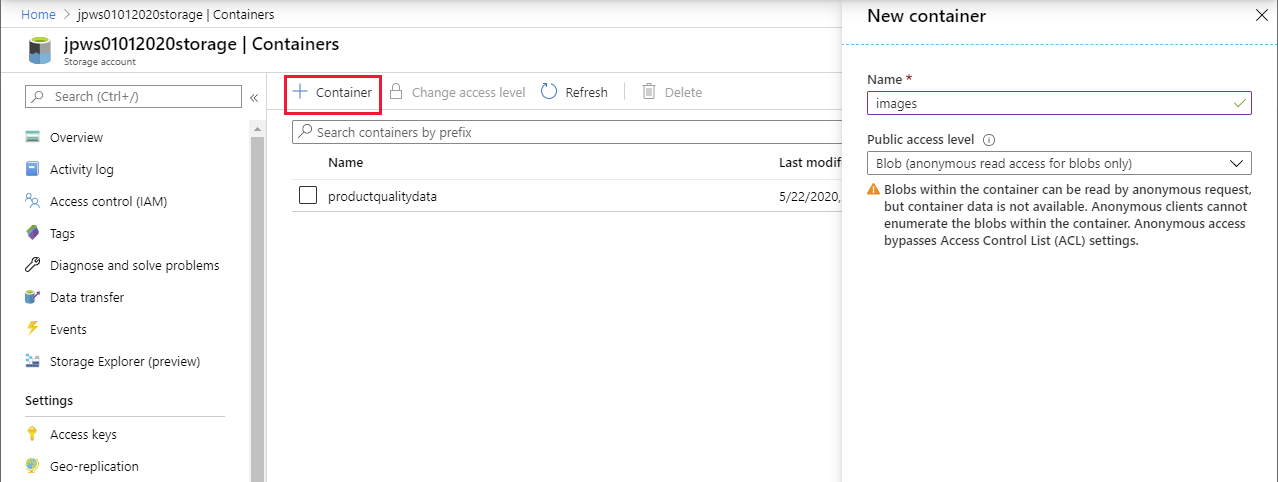 Home > jpws01012020storage | Containers
jpws01012020storage | Containers
Storage account
Search (Ctrl+/)
«
Overview
Activity log
Access control (IAM)
Tags
Diagnose and solve problems
Data transfer
Events
Storage Explorer (preview)
Settings
Access keys
Geo-replication
+ Container
Change access level
Refresh
Delete
Search containers by prefix
Name
Last modif
productqualitydata
5/22/2020,
New container
Name *
images
Public access level
Blob (anonymous read access for blobs only)
Blobs within the container can be read by anonymous request,
but container data is not available. Anonymous clients cannot
enumerate the blobs within the container. Anonymous access
bypasses Access Control List (ACL) settings.